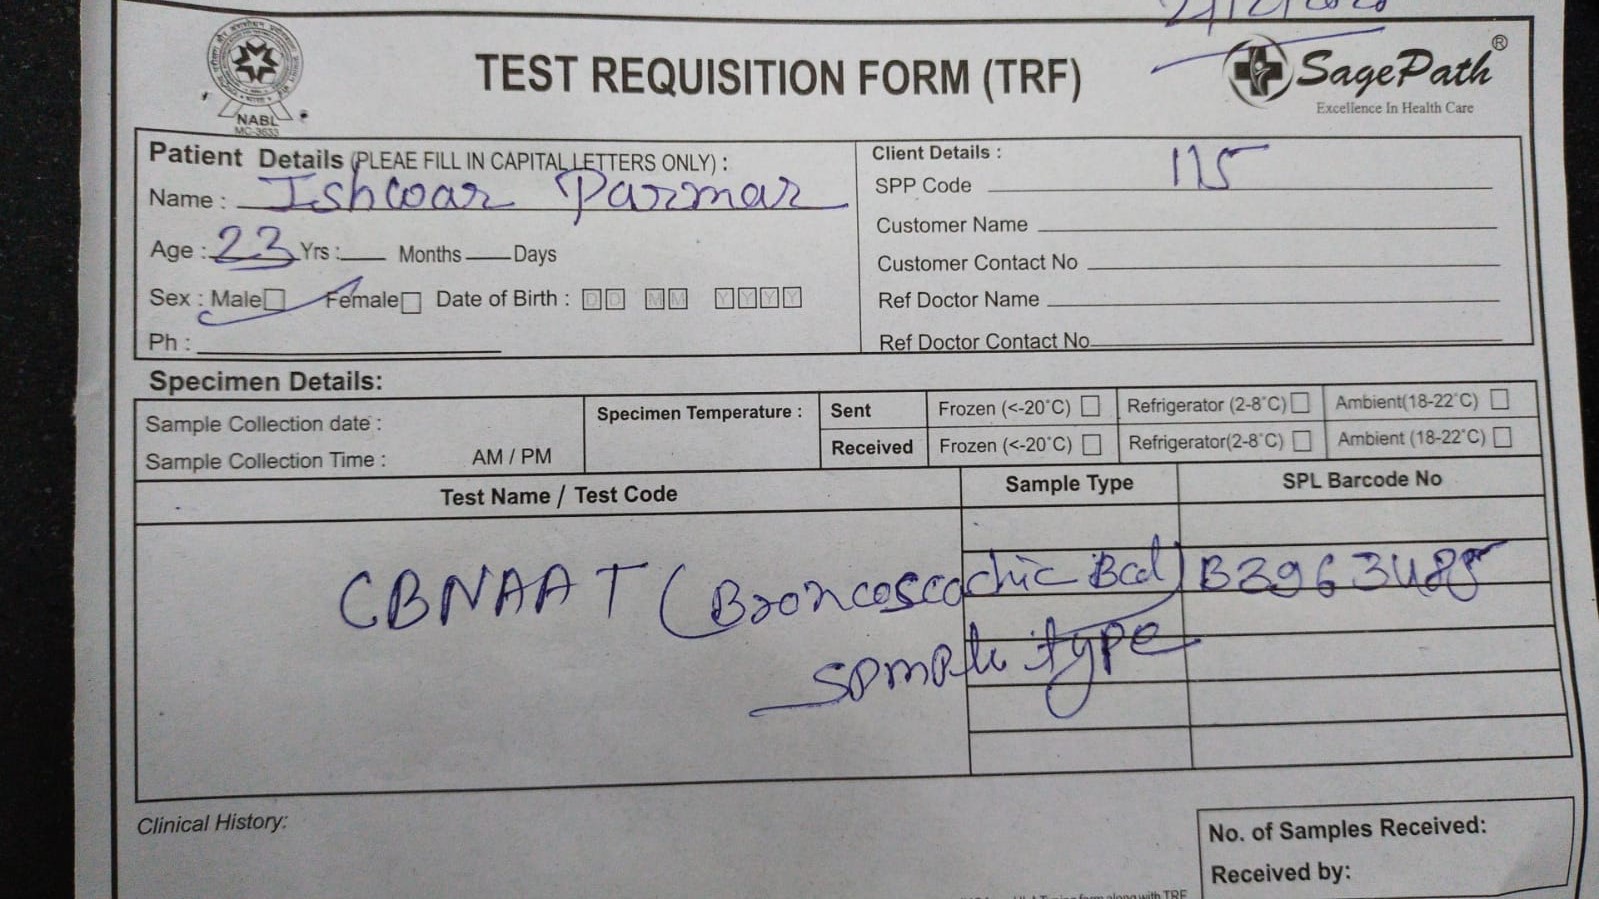 TEST REQUISITION FORM (TRF)
SagePath®
Excellence In Health Care
NABL
MC-3633
Patient Details (PLEAE FILL IN CAPITAL LETTERS ONLY) :
Name : Ishwar Parmar
Age : 23 Yrs : Months Days
Sex : Male Female Date of Birth : DD MM YYYY
Ph :
Client Details :
SPP Code 115
Customer Name
Customer Contact No
Ref Doctor Name
Ref Doctor Contact No
Specimen Details:
Sample Collection date :
Sample Collection Time : AM / PM
Specimen Temperature :
Sent Frozen (<-20°C) Refrigerator (2-8°C) Ambient(18-22°C)
Received Frozen (<-20°C) Refrigerator(2-8°C) Ambient (18-22°C)
Test Name / Test Code Sample Type SPL Barcode No
CBNAAT (
type
Clinical History:
No. of Samples Received:
Received by: